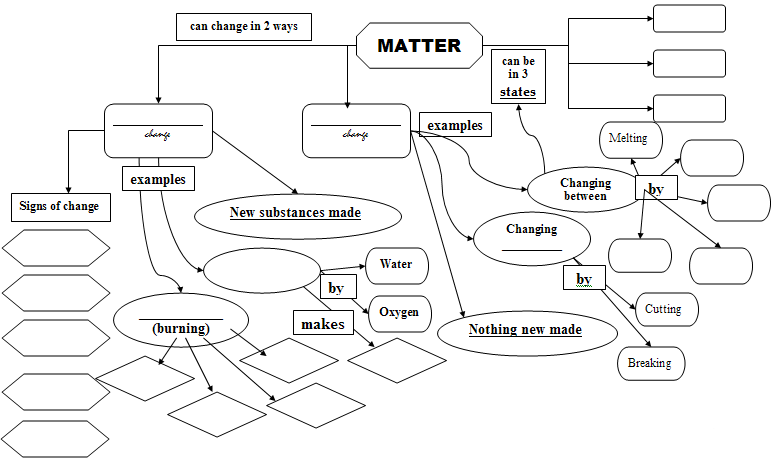 can change in 2 ways
MATTER
can be
in 3
states
change
change
examples
Melting
examples
Changing
between
by
Signs of change
New substances made
Changing
Water
by
by
Oxygen
Cutting
makes
(burning)
Nothing new made
Breaking